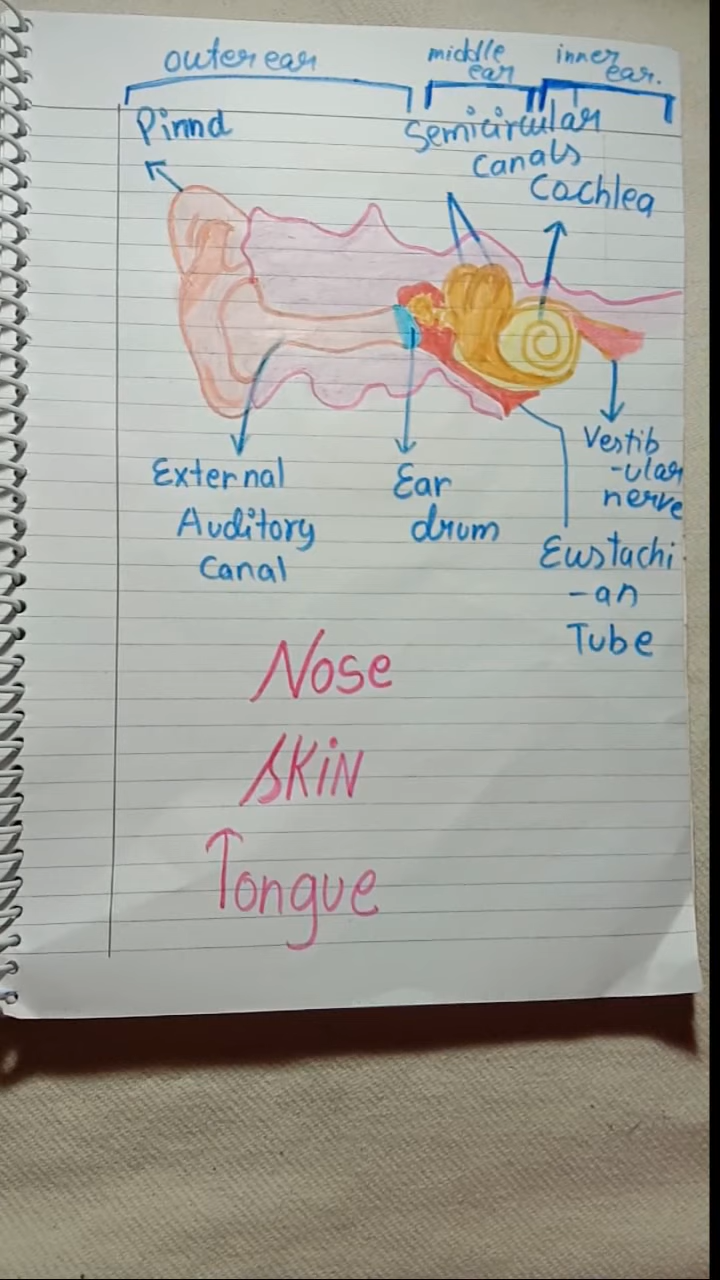 outer ear
middle
ear
inner
ear.
Pinnd
Semicircular
canals
Cochlea
External
Auditory
Canal
Ear
drum
Vestib
-ular
nerve
Eustachi
-an
Tube
Nose
SKiN
Tongue